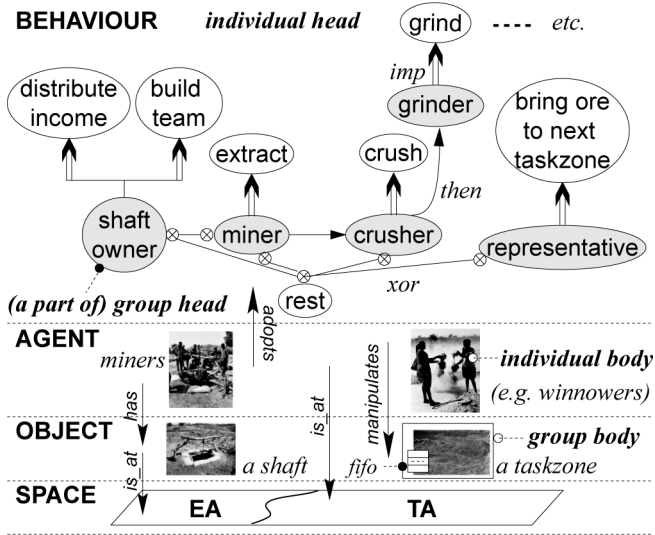 BEHAVIOUR
individual head
grind
etc.
distribute
income
build
team
imp
grinder
bring ore
to next
taskzone
extract
crush
then
shaft
owner
miner
crusher
representative
xor
rest
(a part of) group head
adopts
AGENT
miners
manipulates
individual body
(e.g. winnowers)
has
is_at
OBJECT
group body
a shaft
fifo
a taskzone
is_at
SPACE
EA
TA